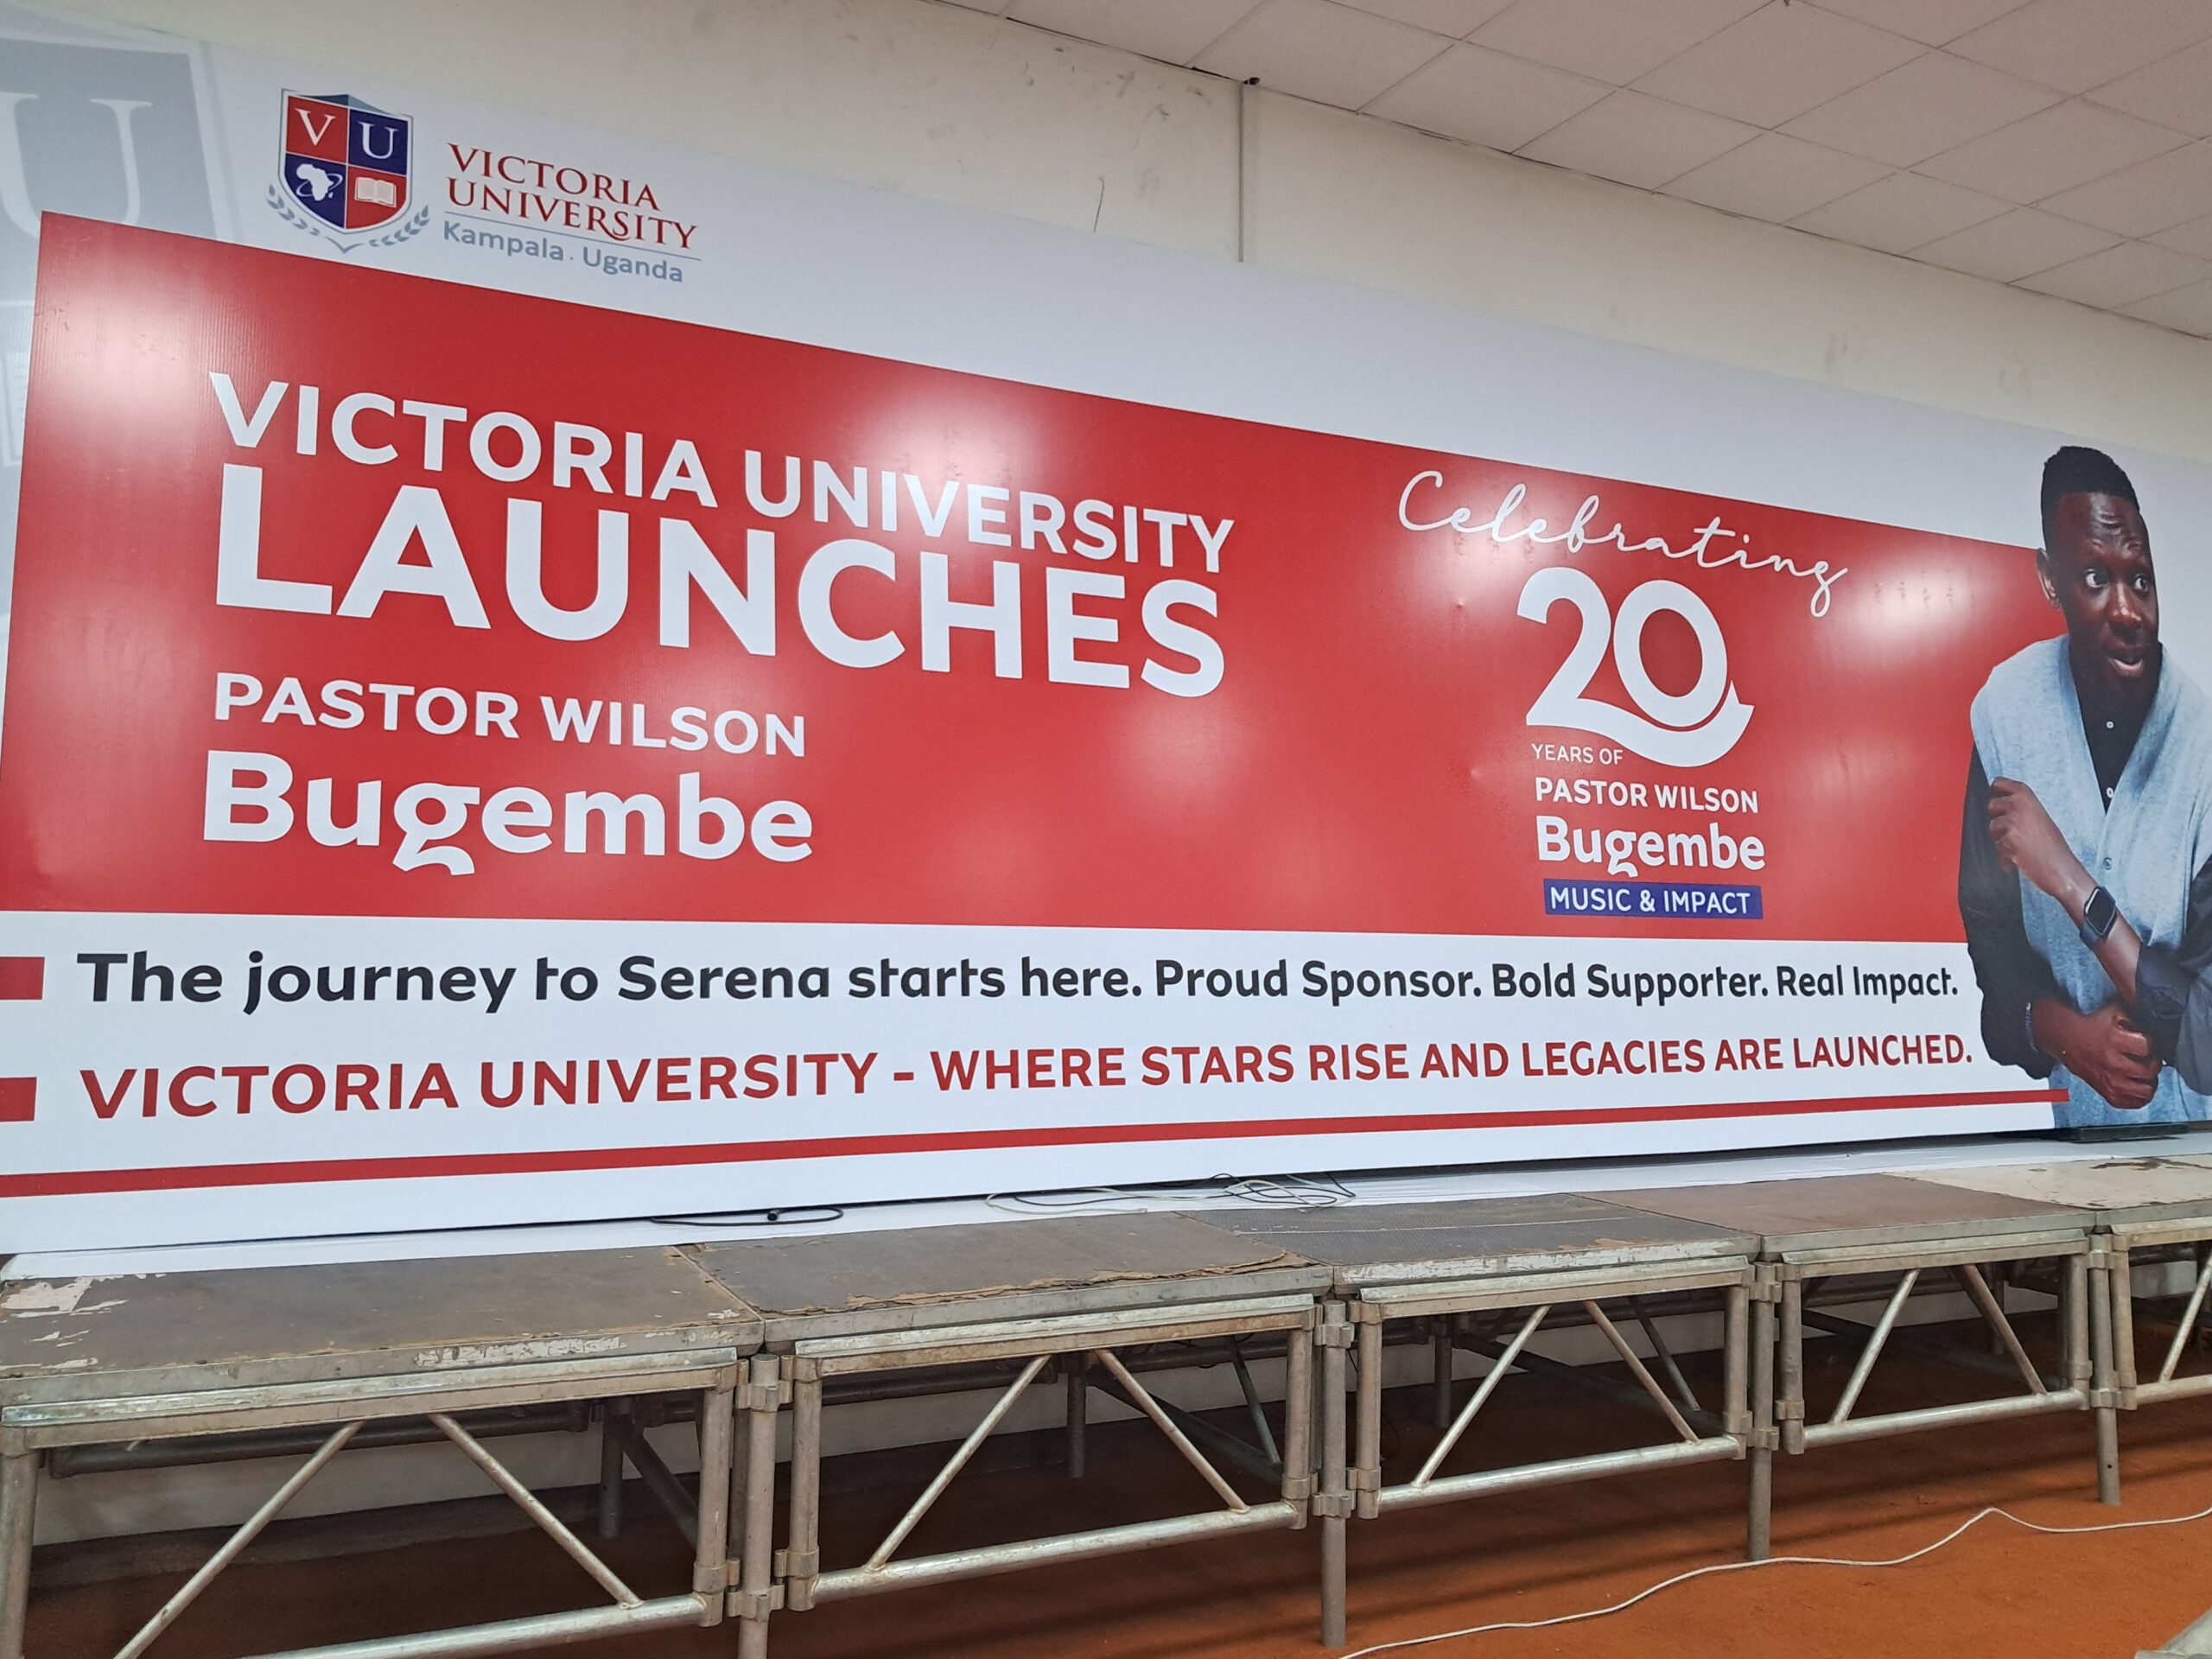 U
V U
VICTORIA
UNIVERSITY
Kampala · Uganda
VICTORIA UNIVERSITY
LAUNCHES
PASTOR WILSON
Bugembe
Celebrating
20
YEARS OF
PASTOR WILSON
Bugembe
MUSIC & IMPACT
The journey to Serena starts here. Proud Sponsor. Bold Supporter. Real Impact.
VICTORIA UNIVERSITY - WHERE STARS RISE AND LEGACIES ARE LAUNCHED.